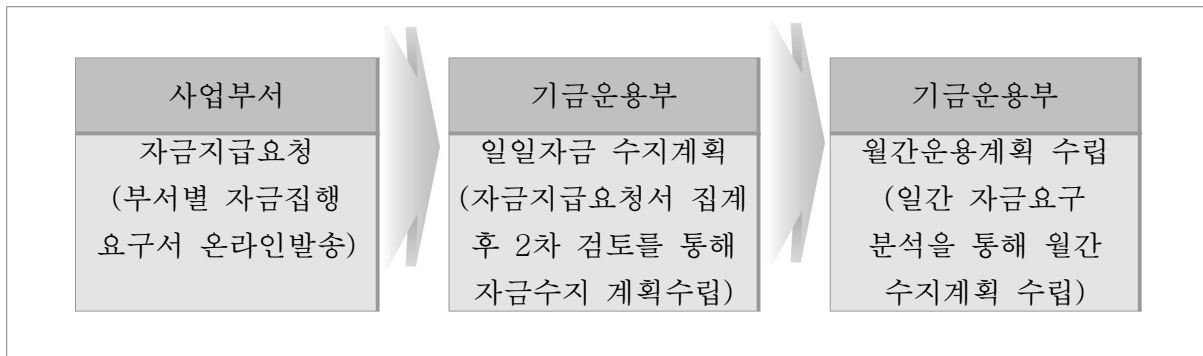 사업부서
자금지급요청
(부서별 자금집행
요구서 온라인발송)
기금운용부
일일자금 수지계획
(자금지급요청서 집계
후 2차 검토를 통해
자금수지 계획수립)
기금운용부
월간운용계획 수립
(일간 자금요구
분석을 통해 월간
수지계획 수립)